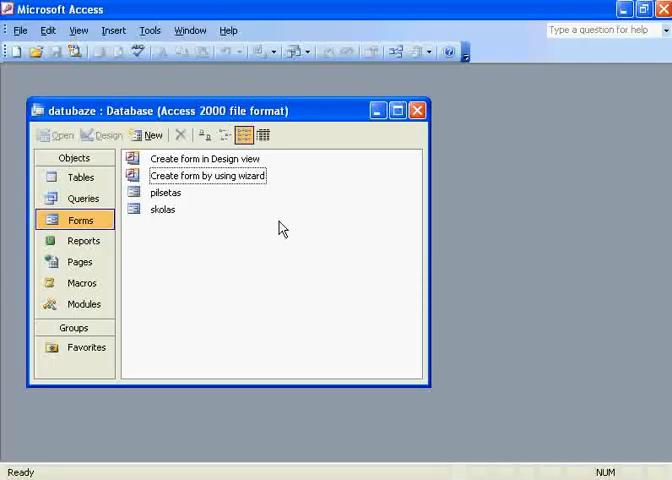 Microsoft Access
File Edit View Insert Tools Window Help
Type a question for help
datubaze : Database (Access 2000 file format)
Open Design New
Objects
Tables
Queries
Forms
Reports
Pages
Macros
Modules
Groups
Favorites
Create form in Design view
Create form by using wizard
pilsetas
skolas
Ready
NUM